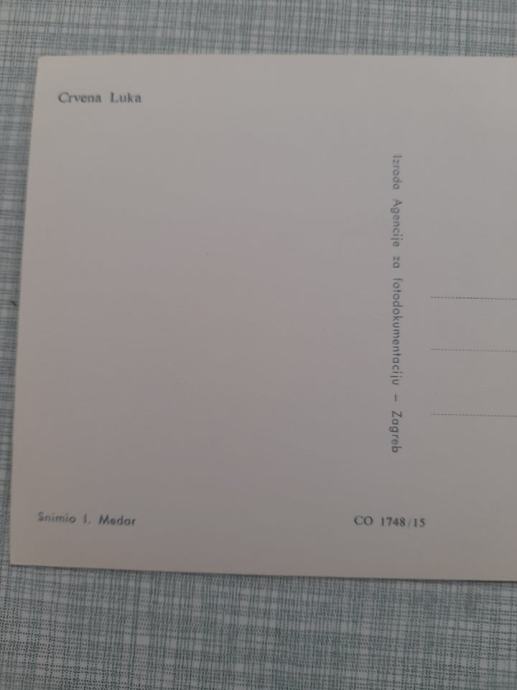 Crvena Luka
Izrada Agencije za fotodokumentaciju – Zagreb
Snimio I. Medar
CO 1748/15